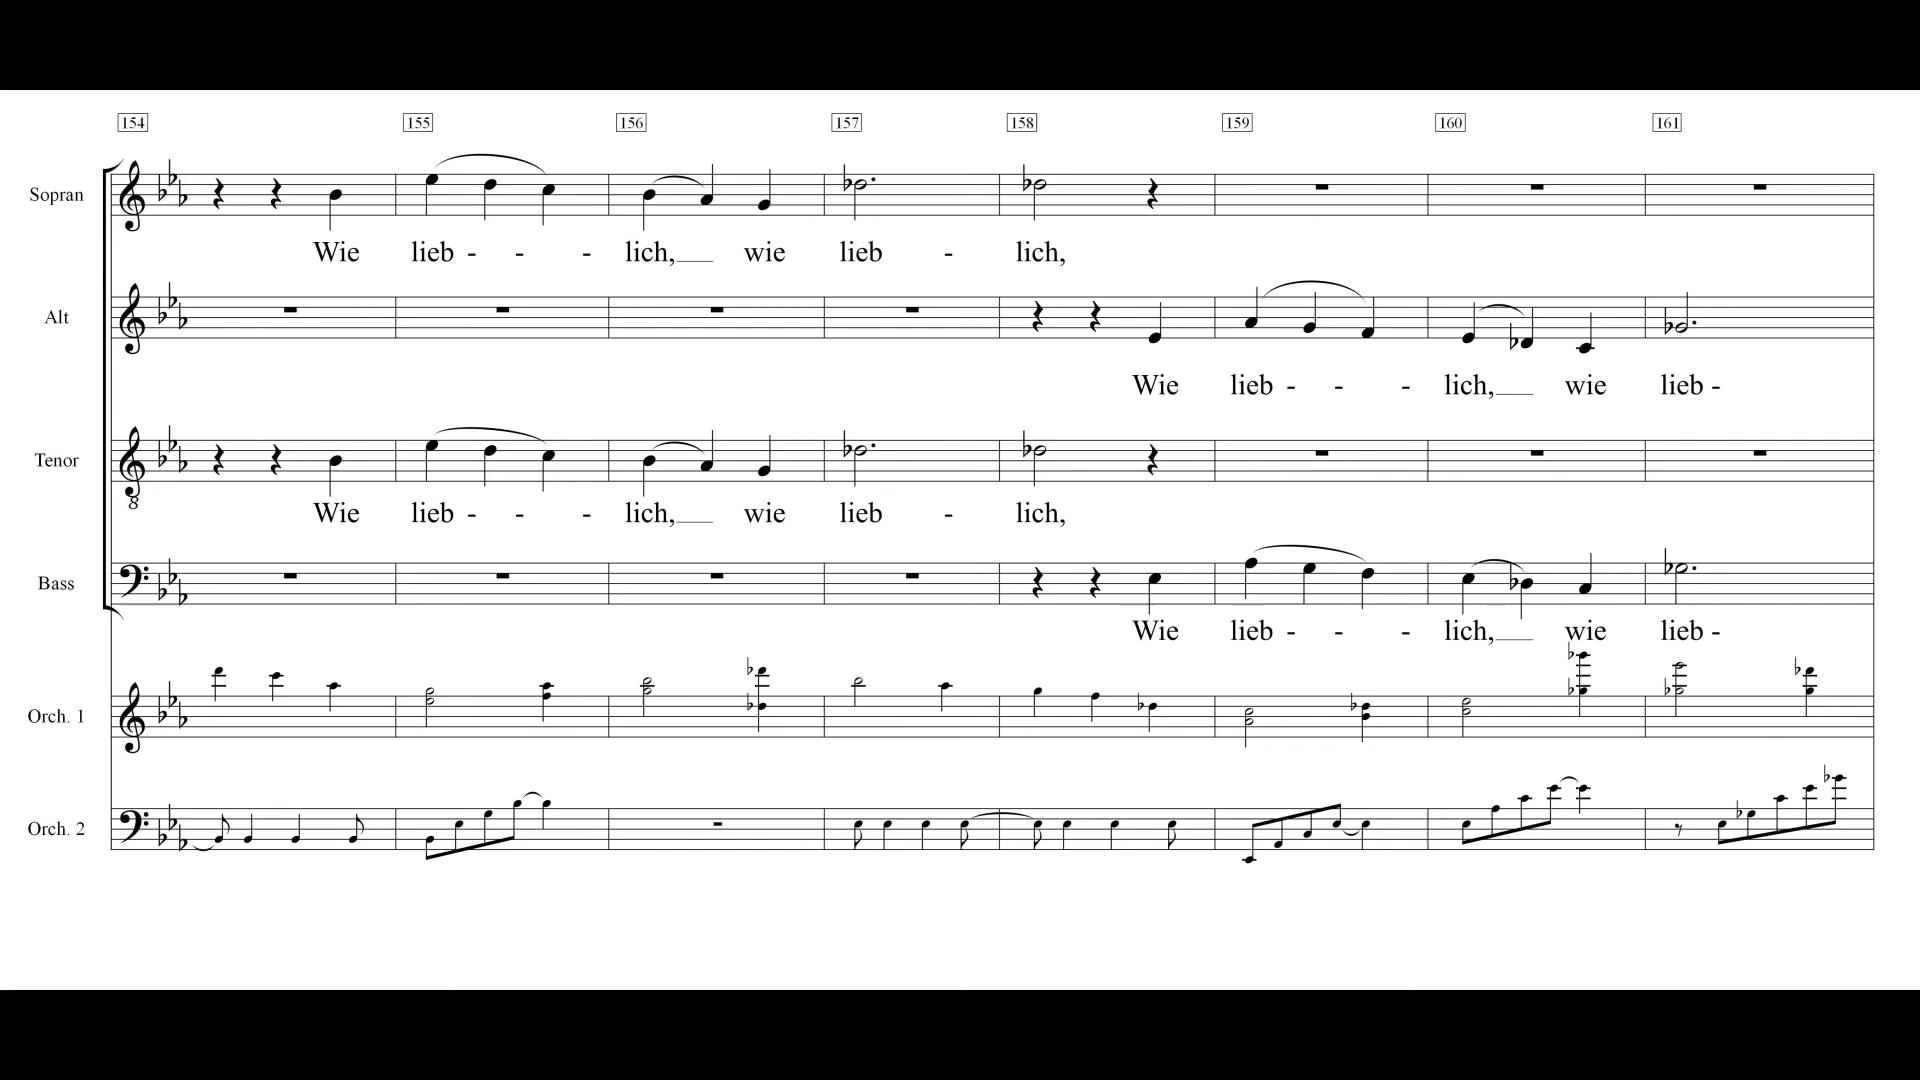 154 155 156 157 158 159 160 161
Sopran
Wie lieb - - - lich, wie lieb - lich,
Alt
Wie lieb - - - lich, wie lieb -
Tenor
8
Wie lieb - - - lich, wie lieb - lich,
Bass
Wie lieb - - - lich, wie lieb -
Orch. 1
Orch. 2